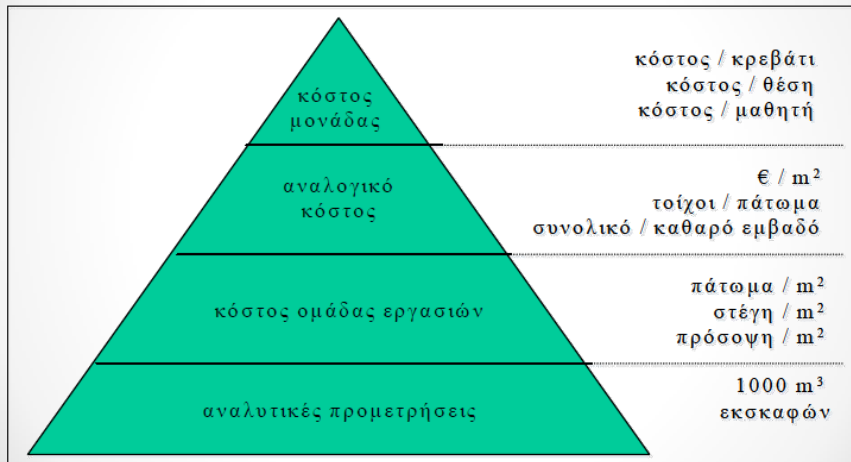 κόστος
μονάδας
κόστος / κρεβάτι
κόστος / θέση
κόστος / μαθητή
αναλογικό
κόστος
€ / m²
τοίχοι / πάτωμα
συνολικό / καθαρό εμβαδό
κόστος ομάδας εργασιών
πάτωμα / m²
στέγη / m²
πρόσοψη / m²
αναλυτικές προμετρήσεις
1000 m³
εκσκαφών